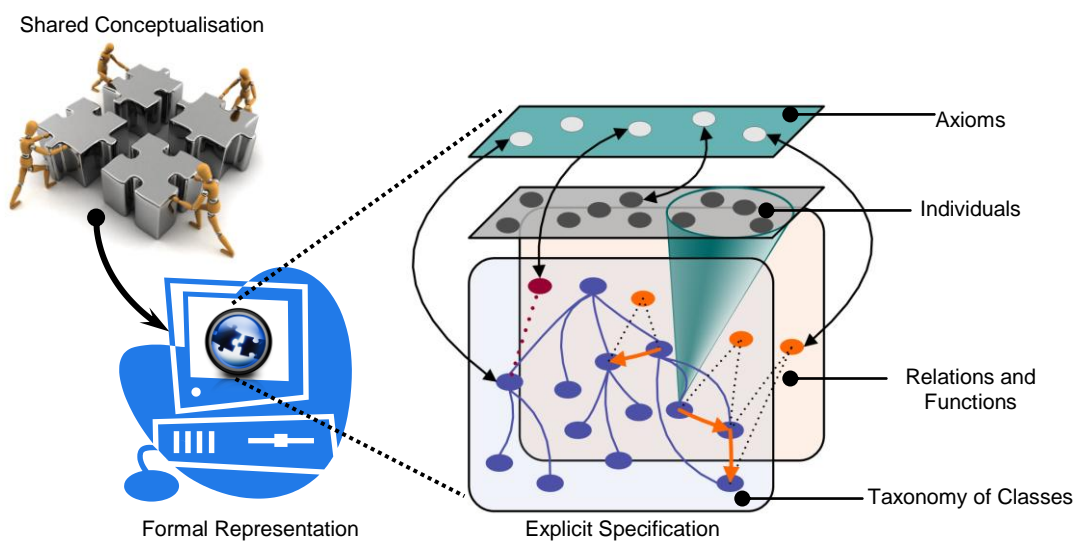 Shared Conceptualisation
Axioms
Individuals
Relations and
Functions
Taxonomy of Classes
Formal Representation
Explicit Specification